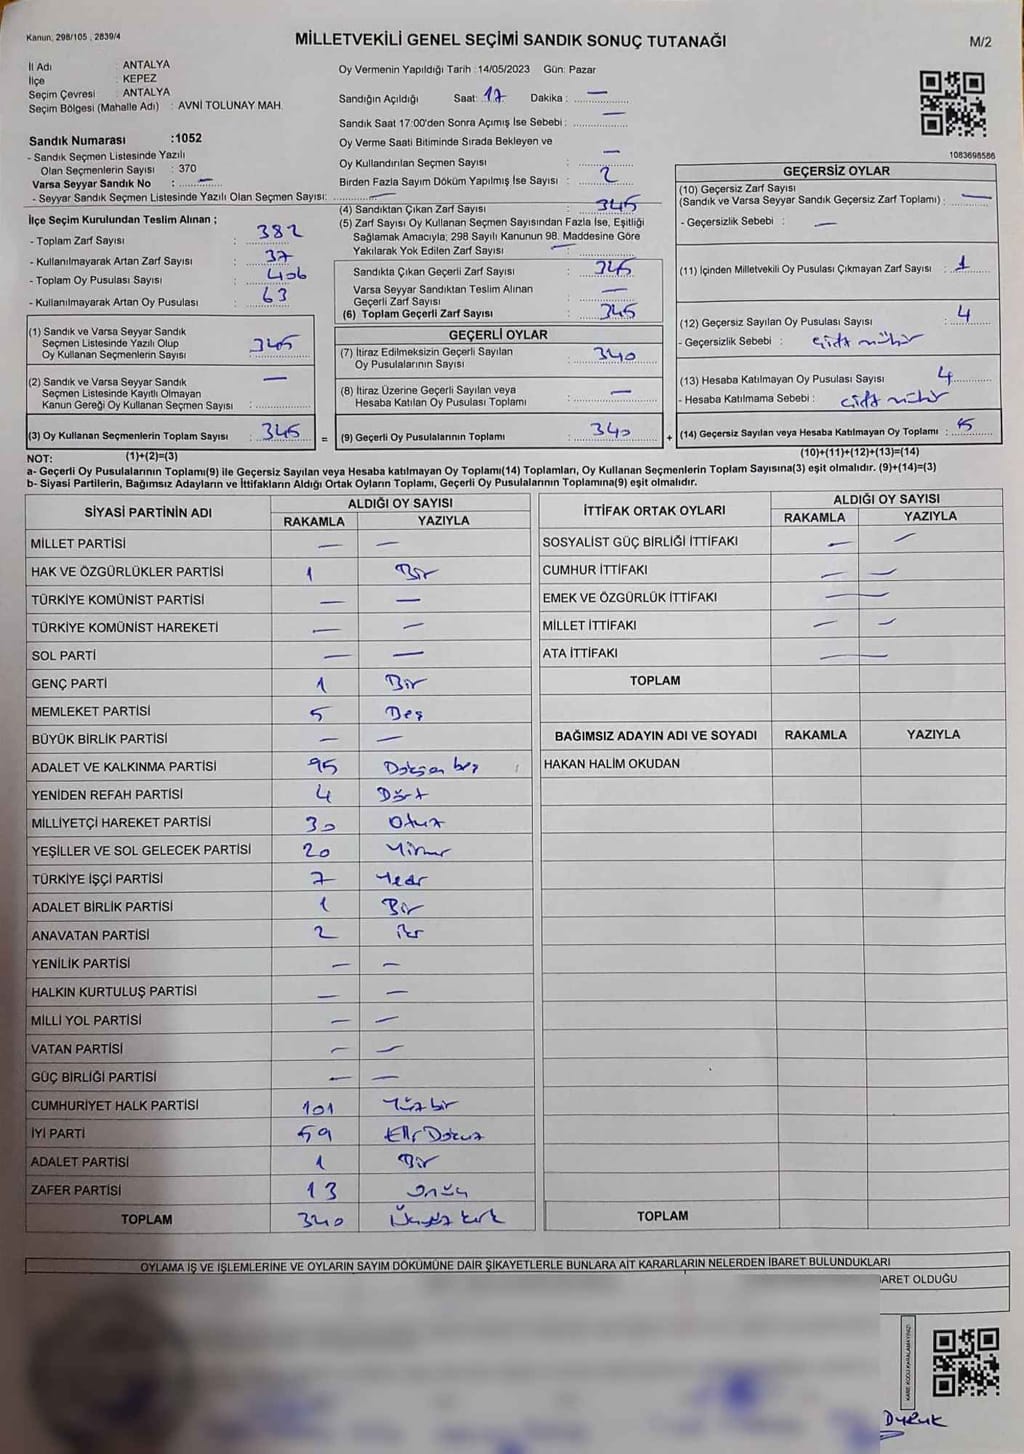 Kanun, 298/105 , 2839/4
MİLLETVEKİLİ GENEL SEÇİMİ SANDIK SONUÇ TUTANAĞI
M/2
İl Adı : ANTALYA
İlçe : KEPEZ
Seçim Çevresi : ANTALYA
Seçim Bölgesi (Mahalle Adı) : AVNİ TOLUNAY MAH.
Sandık Numarası :1052
- Sandık Seçmen Listesinde Yazılı
Olan Seçmenlerin Sayısı : 370
Varsa Seyyar Sandık No : —
- Seyyar Sandık Seçmen Listesinde Yazılı Olan Seçmen Sayısı: —
İlçe Seçim Kurulundan Teslim Alınan ;
- Toplam Zarf Sayısı : 382
- Kullanılmayarak Artan Zarf Sayısı : 37
- Toplam Oy Pusulası Sayısı : 406
- Kullanılmayarak Artan Oy Pusulası : 63
(1) Sandık ve Varsa Seyyar Sandık
Seçmen Listesinde Yazılı Olup
Oy Kullanan Seçmenlerin Sayısı : 345
(2) Sandık ve Varsa Seyyar Sandık
Seçmen Listesinde Kayıtlı Olmayan
Kanun Gereği Oy Kullanan Seçmen Sayısı : —
(3) Oy Kullanan Seçmenlerin Toplam Sayısı : 345
Oy Vermenin Yapıldığı Tarih :14/05/2023 Gün: Pazar
Sandığın Açıldığı Saat: 17 Dakika : —
Sandık Saat 17:00'den Sonra Açımış İse Sebebi : —
Oy Verme Saati Bitiminde Sırada Bekleyen ve
Oy Kullandırılan Seçmen Sayısı : —
Birden Fazla Sayım Döküm Yapılmış İse Sayısı : 2
(4) Sandıktan Çıkan Zarf Sayısı : 345
(5) Zarf Sayısı Oy Kullanan Seçmen Sayısından Fazla İse, Eşitliği
Sağlamak Amacıyla; 298 Sayılı Kanunun 98. Maddesine Göre
Yakılarak Yok Edilen Zarf Sayısı : —
Sandıkta Çıkan Geçerli Zarf Sayısı : 345
Varsa Seyyar Sandıktan Teslim Alınan
Geçerli Zarf Sayısı : —
(6) Toplam Geçerli Zarf Sayısı : 345
GEÇERLİ OYLAR
(7) İtiraz Edilmeksizin Geçerli Sayılan
Oy Pusulalarının Sayısı : 340
(8) İtiraz Üzerine Geçerli Sayılan veya
Hesaba Katılan Oy Pusulası Toplamı : —
= (9) Geçerli Oy Pusulalarının Toplamı : 340 +
1083698586
GEÇERSİZ OYLAR
(10) Geçersiz Zarf Sayısı
(Sandık ve Varsa Seyyar Sandık Geçersiz Zarf Toplamı) : —
- Geçersizlik Sebebi : —
(11) İçinden Milletvekili Oy Pusulası Çıkmayan Zarf Sayısı : 1
(12) Geçersiz Sayılan Oy Pusulası Sayısı : 4
- Geçersizlik Sebebi : çift mühür
(13) Hesaba Katılmayan Oy Pusulası Sayısı : 4
- Hesaba Katılmama Sebebi : çift mühür
(14) Geçersiz Sayılan veya Hesaba Katılmayan Oy Toplamı : 5
NOT: (1)+(2)=(3) (10)+(11)+(12)+(13)=(14)
a- Geçerli Oy Pusulalarının Toplamı(9) ile Geçersiz Sayılan veya Hesaba katılmayan Oy Toplamı(14) Toplamları, Oy Kullanan Seçmenlerin Toplam Sayısına(3) eşit olmalıdır. (9)+(14)=(3)
b- Siyasi Partilerin, Bağımsız Adayların ve İttifakların Aldığı Ortak Oyların Toplamı, Geçerli Oy Pusulalarının Toplamına(9) eşit olmalıdır.
SİYASİ PARTİNİN ADI ALDIĞI OY SAYISI
RAKAMLA YAZIYLA
MİLLET PARTİSİ — —
HAK VE ÖZGÜRLÜKLER PARTİSİ 1 Bir
TÜRKİYE KOMÜNİST PARTİSİ — —
TÜRKİYE KOMÜNİST HAREKETİ — —
SOL PARTİ — —
GENÇ PARTİ 1 Bir
MEMLEKET PARTİSİ 5 Beş
BÜYÜK BİRLİK PARTİSİ — —
ADALET VE KALKINMA PARTİSİ 95 Doksan beş
YENİDEN REFAH PARTİSİ 4 Dört
MİLLİYETÇİ HAREKET PARTİSİ 30 Otuz
YEŞİLLER VE SOL GELECEK PARTİSİ 20 Yirmi
TÜRKİYE İŞÇİ PARTİSİ 7 Yedi
ADALET BİRLİK PARTİSİ 1 Bir
ANAVATAN PARTİSİ 2 iki
YENİLİK PARTİSİ — —
HALKIN KURTULUŞ PARTİSİ — —
MİLLİ YOL PARTİSİ — —
VATAN PARTİSİ — —
GÜÇ BİRLİĞİ PARTİSİ — —
CUMHURİYET HALK PARTİSİ 101 Yüz bir
İYİ PARTİ 59 Elli Dokuz
ADALET PARTİSİ 1 Bir
ZAFER PARTİSİ 13 Onüç
TOPLAM 340 Üçyüz kırk
İTTİFAK ORTAK OYLARI ALDIĞI OY SAYISI
RAKAMLA YAZIYLA
SOSYALİST GÜÇ BİRLİĞİ İTTİFAKI — —
CUMHUR İTTİFAKI — —
EMEK VE ÖZGÜRLÜK İTTİFAKI — —
MİLLET İTTİFAKI — —
ATA İTTİFAKI — —
TOPLAM
BAĞIMSIZ ADAYIN ADI VE SOYADI RAKAMLA YAZIYLA
HAKAN HALİM OKUDAN
TOPLAM
OYLAMA İŞ VE İŞLEMLERİNE VE OYLARIN SAYIM DÖKÜMÜNE DAİR ŞİKAYETLERLE BUNLARA AİT KARARLARIN NELERDEN İBARET BULUNDUKLARI
İBARET OLDUĞU
KARE KODU KARALAMAYINIZ!